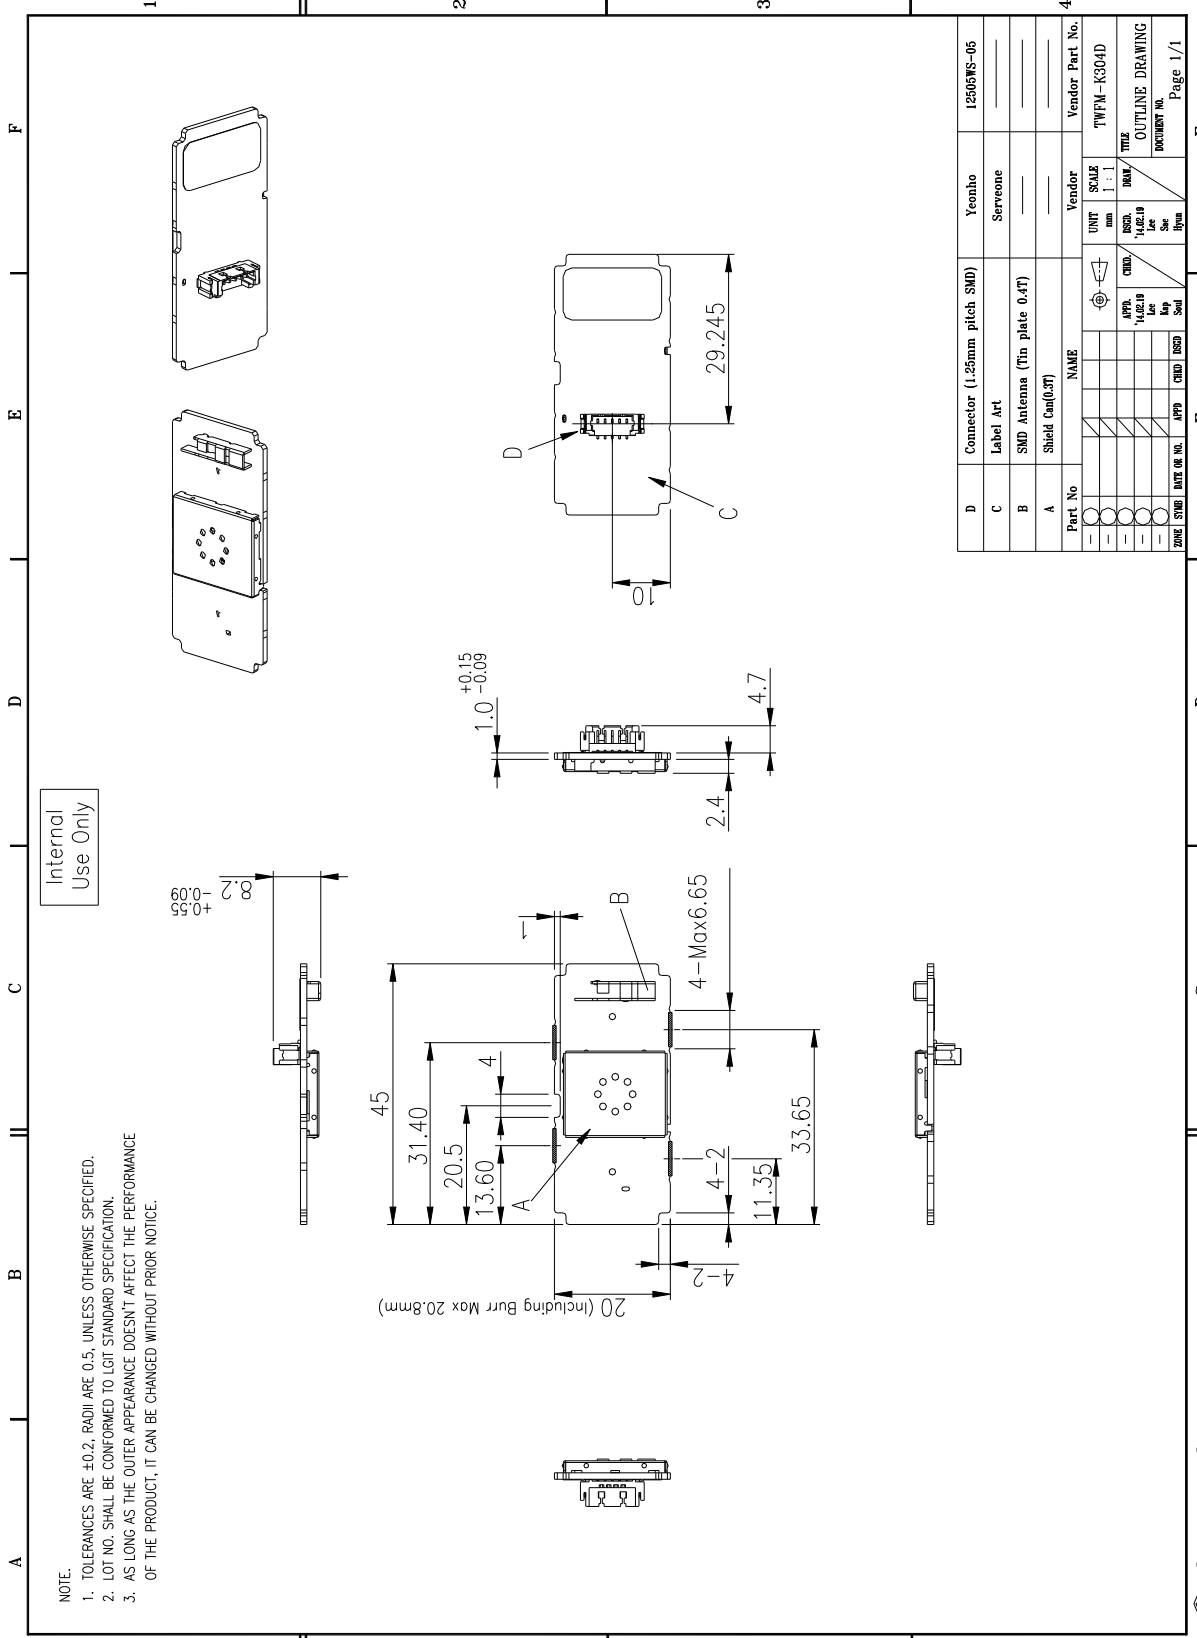 NOTE.
1. TOLERANCES ARE ±0.2, RADII ARE 0.5, UNLESS OTHERWISE SPECIFIED.
2. LOT NO. SHALL BE CONFORMED TO LGIT STANDARD SPECIFICATION.
3. AS LONG AS THE OUTER APPEARANCE DOESN'T AFFECT THE PERFORMANCE
OF THE PRODUCT, IT CAN BE CHANGED WITHOUT PRIOR NOTICE.
Internal
Use Only
A
B
C
D
E
F
1
2
3
4
8.2 +0.55 -0.09
45
31.40
20.5
4
13.60
1
A
B
20 (Including Burr Max 20.8mm)
4-2
4-2
4-Max6.65
11.35
33.65
1.0 +0.15 -0.09
2.4
4.7
D
C
10
29.245
D Connector (1.25mm pitch SMD) Yeonho 12505WS-05
C Label Art Serveone
B SMD Antenna (Tin plate 0.4T)
A Shield Can(0.3T)
Part No NAME Vendor Vendor Part No.
UNIT mm
SCALE 1 : 1
TWFM-K304D
APPD. '14.02.19 Lee Kap Soul
CHKD.
DSGD. '14.02.19 Lee Sae Hyun
DRAW.
TITLE
OUTLINE DRAWING
DOCUMENT NO.
Page 1/1
ZONE SYMB DATE OR NO. APPD CHKD DSGD